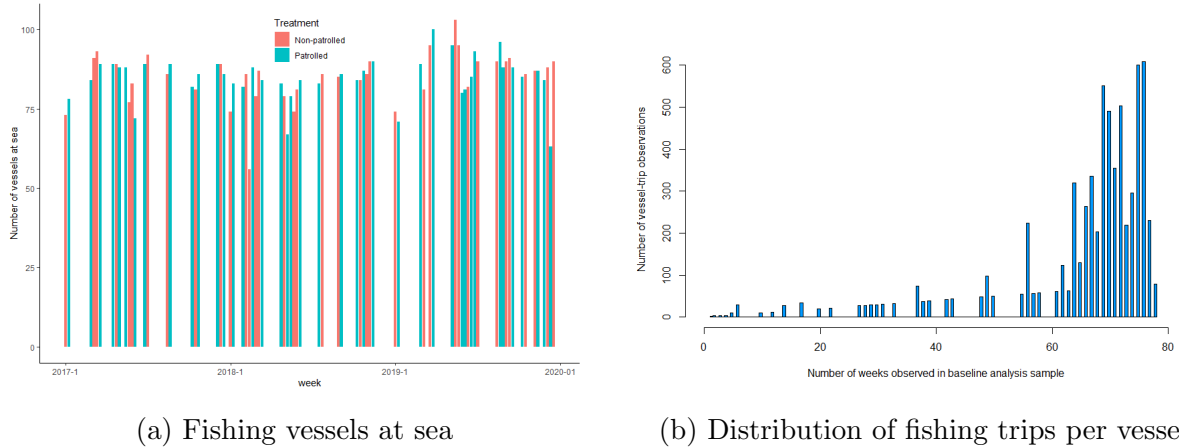 Treatment
Non-patrolled
Patrolled
100
75
50
25
0
Number of vessels at sea
2017-1 2018-1 2019-1 2020-01
week
(a) Fishing vessels at sea
600
500
400
300
200
100
0
Number of vessel-trip observations
0 20 40 60 80
Number of weeks observed in baseline analysis sample
(b) Distribution of fishing trips per vesse